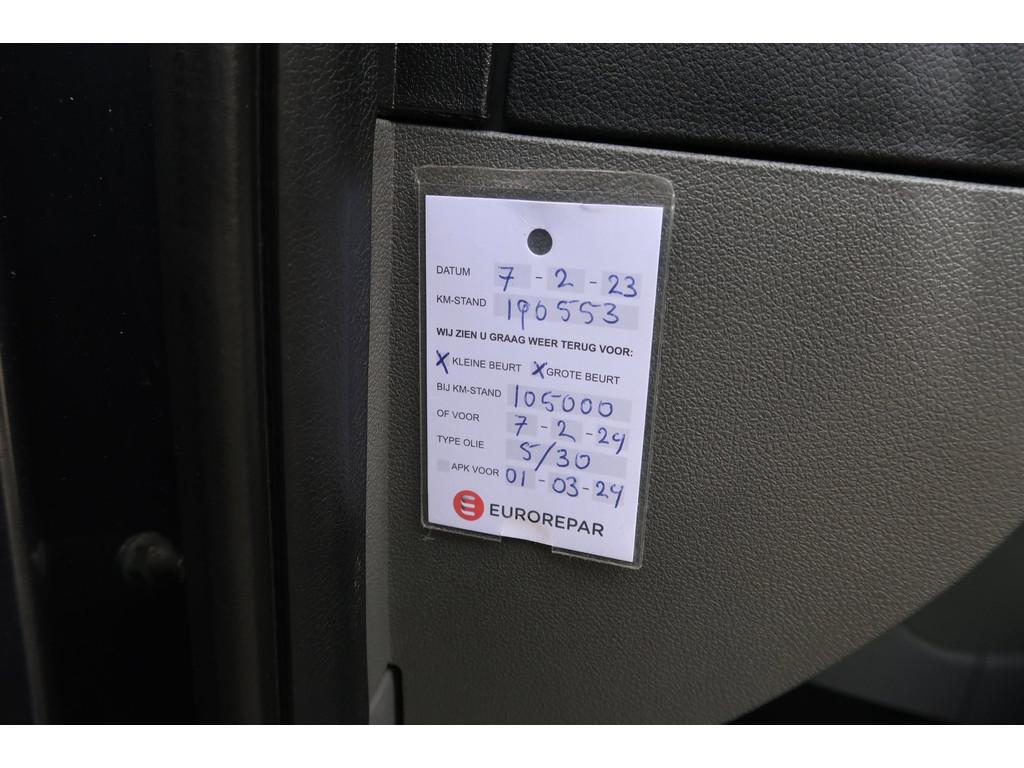 DATUM 7 - 2 - 23
KM-STAND 190553
WIJ ZIEN U GRAAG WEER TERUG VOOR:
X KLEINE BEURT X GROTE BEURT
BIJ KM-STAND 105000
OF VOOR 7 - 2 - 24
TYPE OLIE 5/30
APK VOOR 01 - 03 - 24
EUROREPAR